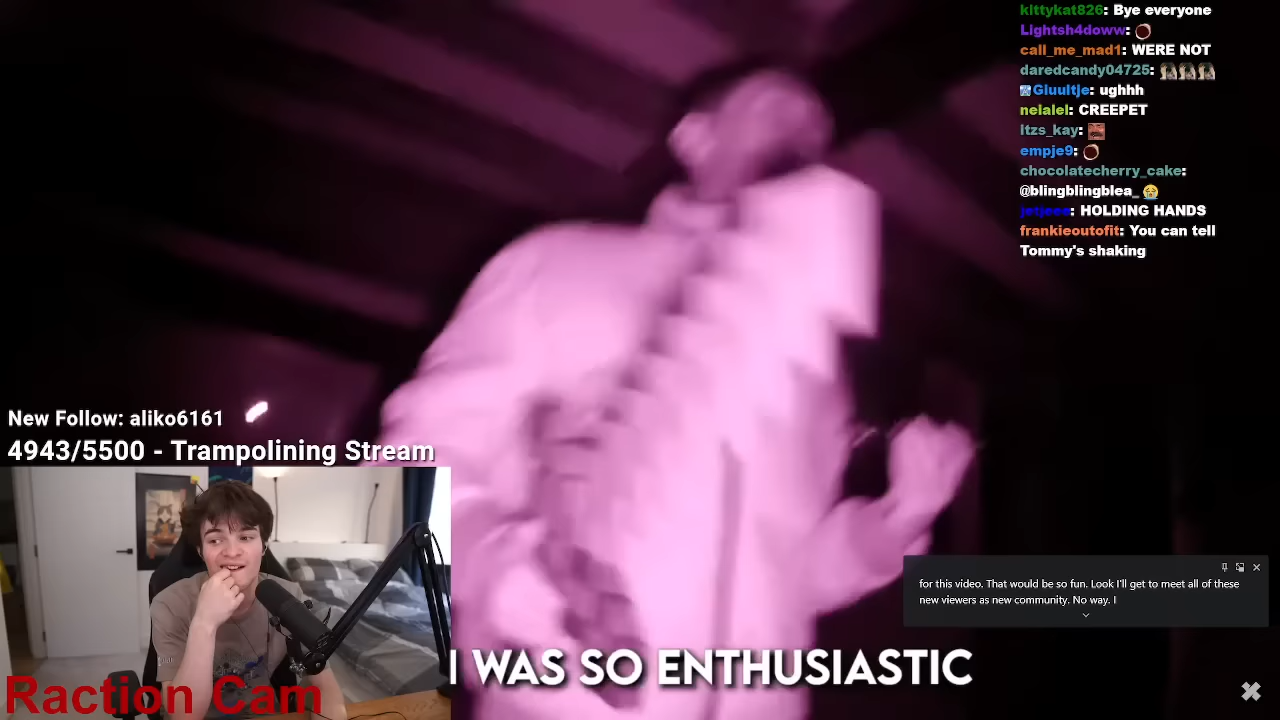 kittykat826: Bye everyone
Lightsh4doww:
call_me_mad1: WERE NOT
daredcandy04725:
Gluultje: ughhh
nelalel: CREEPET
itzs_kay:
empje9:
chocolatecherry_cake:
@blingblingblea_
jetjeee: HOLDING HANDS
frankieoutofit: You can tell
Tommy's shaking
New Follow: aliko6161
4943/5500 - Trampolining Stream
for this video. That would be so fun. Look I'll get to meet all of these
new viewers as new community. No way. I
I WAS SO ENTHUSIASTIC
Raction Cam